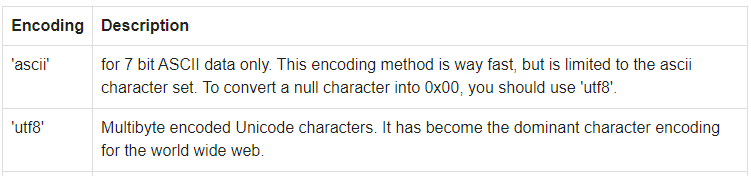 Encoding Description
'ascii' for 7 bit ASCII data only. This encoding method is way fast, but is limited to the ascii
character set. To convert a null character into 0x00, you should use 'utf8'.
'utf8' Multibyte encoded Unicode characters. It has become the dominant character encoding
for the world wide web.